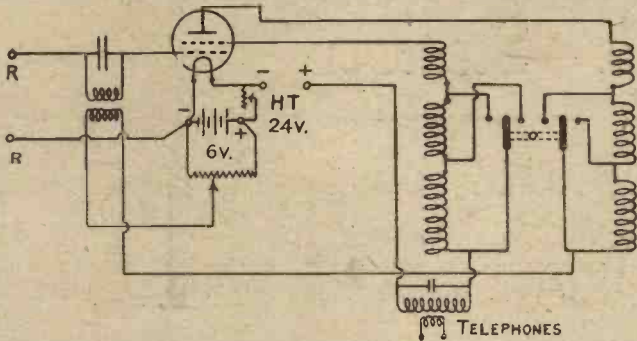 R
R
− +
HT
24V.
− +
6V.
TELEPHONES